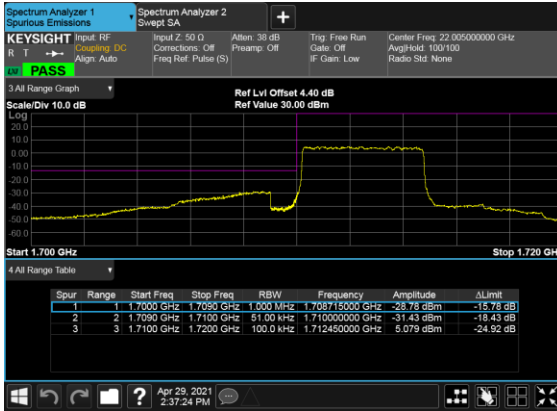 Spectrum Analyzer 1
Spurious Emissions
Spectrum Analyzer 2
Swept SA
+
KEYSIGHT
R T
Input: RF
Coupling: DC
Align: Auto
Input Z: 50 Ω
Corrections: Off
Freq Ref: Pulse (S)
Atten: 38 dB
Preamp: Off
Trig: Free Run
Gate: Off
IF Gain: Low
Center Freq: 22.005000000 GHz
Avg|Hold: 100/100
Radio Std: None
PASS
3 All Range Graph
Scale/Div 10.0 dB
Ref Lvl Offset 4.40 dB
Ref Value 30.00 dBm
Log
20.0
10.0
0.00
-10.0
-20.0
-30.0
-40.0
-50.0
-60.0
Start 1.700 GHz
Stop 1.720 GH
4 All Range Table
Spur Range Start Freq Stop Freq RBW Frequency Amplitude ΔLimit
1 1 1.7000 GHz 1.7090 GHz 1.000 MHz 1.708715000 GHz -28.78 dBm -15.78 dB
2 2 1.7090 GHz 1.7100 GHz 51.00 kHz 1.710000000 GHz -31.43 dBm -18.43 dB
3 3 1.7100 GHz 1.7200 GHz 100.0 kHz 1.712450000 GHz 5.079 dBm -24.92 dB
?
Apr 29, 2021
2:37:24 PM